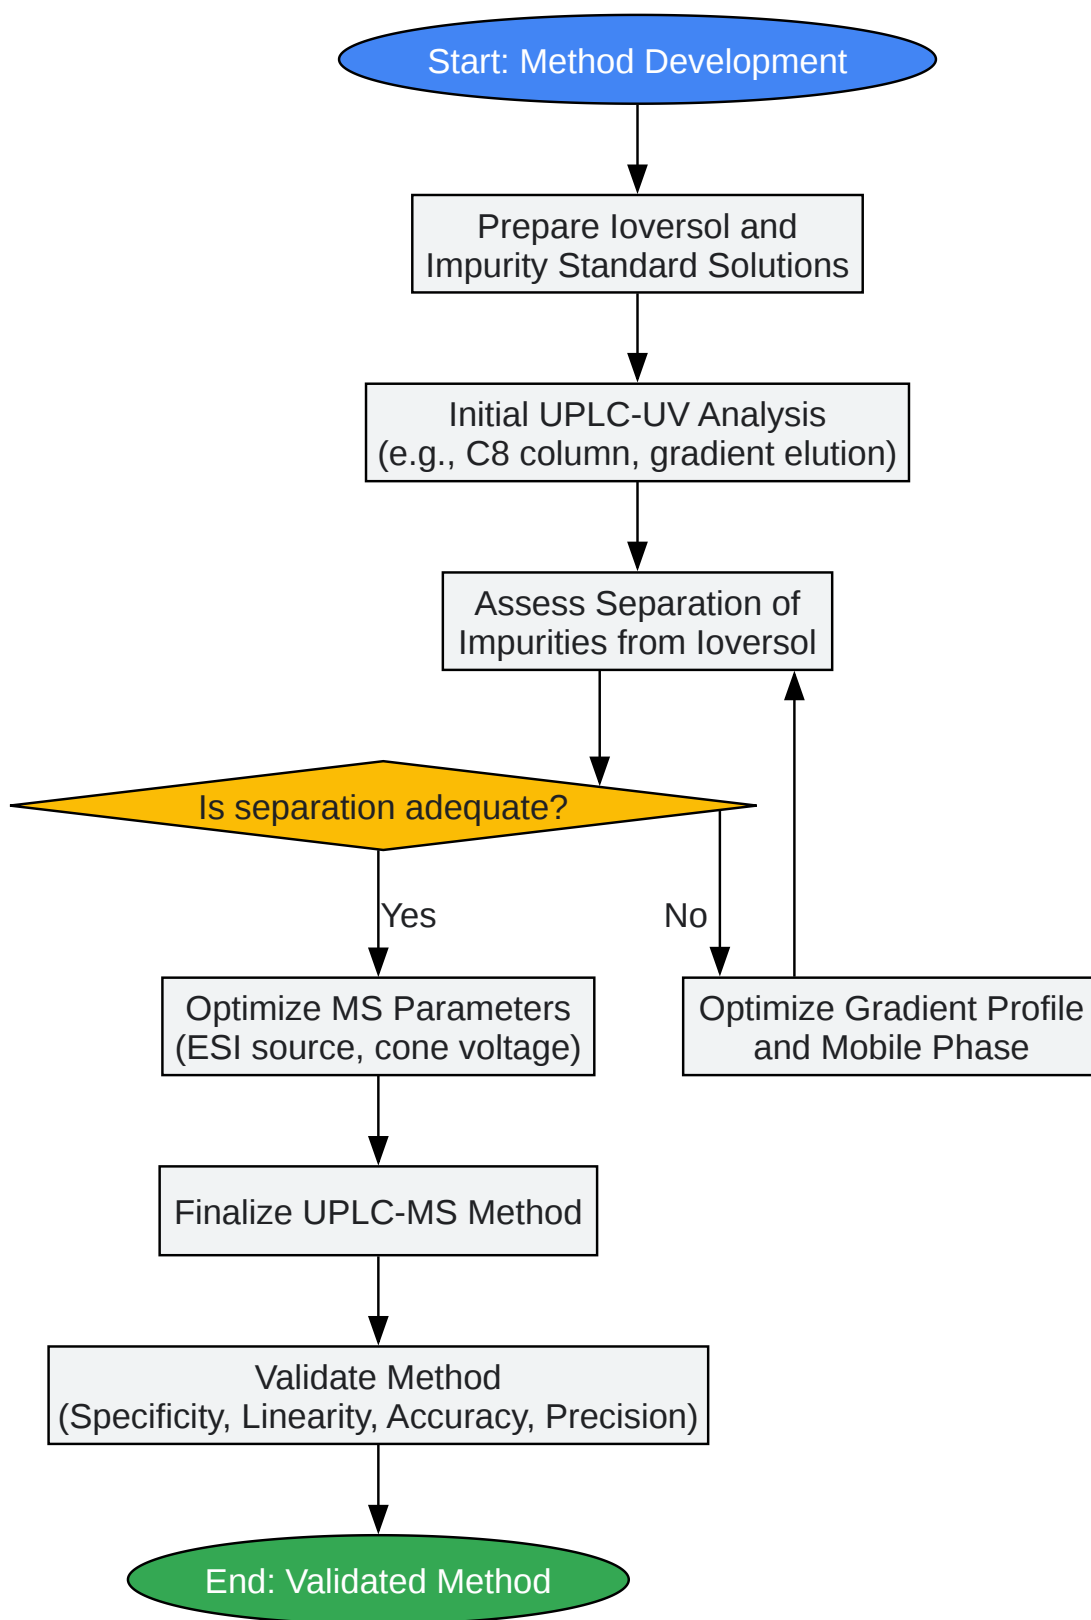 Start: Method Development
Prepare Ioversol and
Impurity Standard Solutions
Initial UPLC-UV Analysis
(e.g., C8 column, gradient elution)
Assess Separation of
Impurities from Ioversol
Is separation adequate?
Yes
No
Optimize MS Parameters
(ESI source, cone voltage)
Optimize Gradient Profile
and Mobile Phase
Finalize UPLC-MS Method
Validate Method
(Specificity, Linearity, Accuracy, Precision)
End: Validated Method